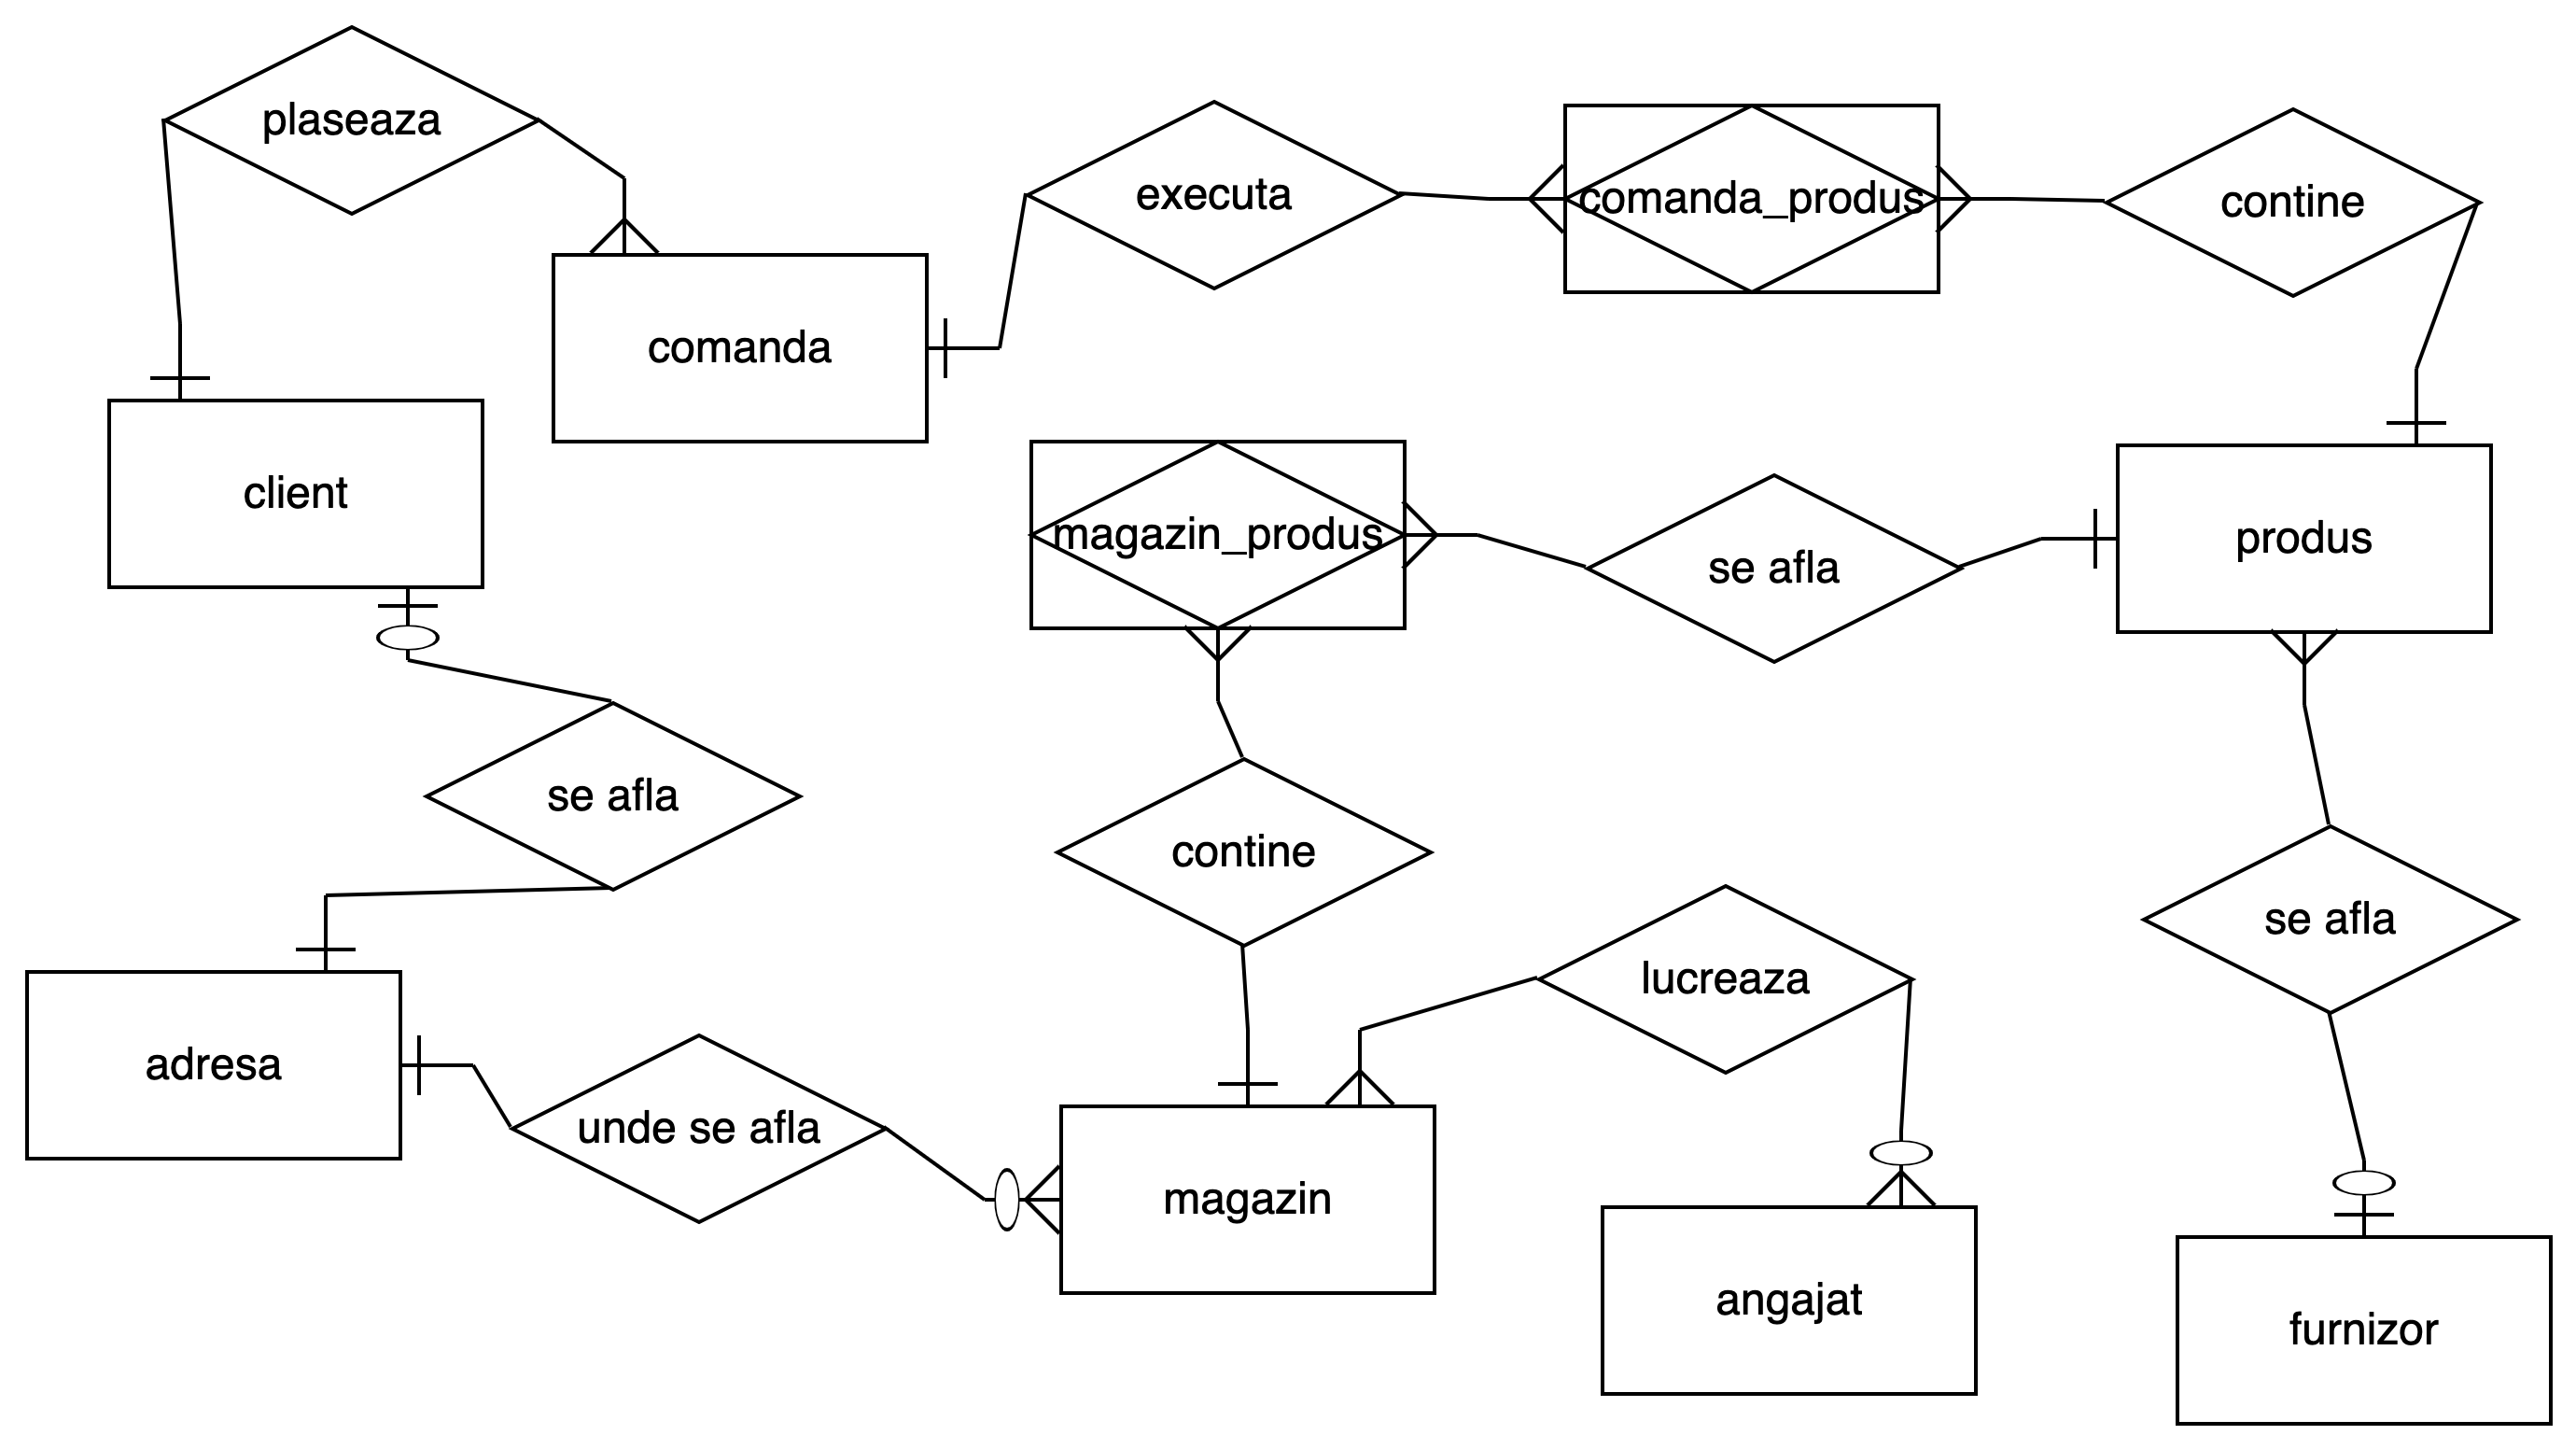 plaseaza
executa
comanda_produs
contine
comanda
client
magazin_produs
se afla
produs
se afla
contine
se afla
lucreaza
adresa
unde se afla
magazin
angajat
furnizor